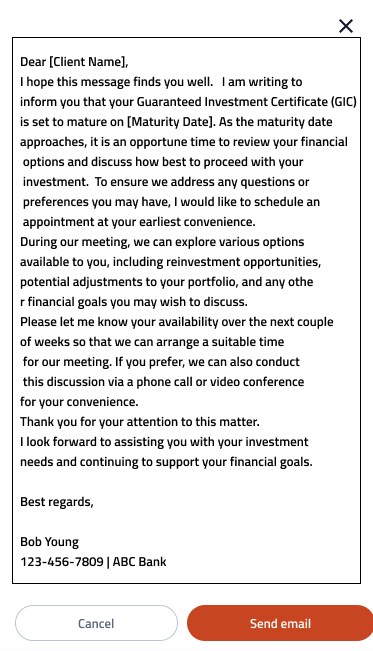 Dear [Client Name],
I hope this message finds you well.   I am writing to
inform you that your Guaranteed Investment Certificate (GIC)
is set to mature on [Maturity Date]. As the maturity date
approaches, it is an opportune time to review your financial
options and discuss how best to proceed with your
investment.  To ensure we address any questions or
preferences you may have, I would like to schedule an
appointment at your earliest convenience.
During our meeting, we can explore various options
available to you, including reinvestment opportunities,
potential adjustments to your portfolio, and any othe
r financial goals you may wish to discuss.
Please let me know your availability over the next couple
of weeks so that we can arrange a suitable time
for our meeting. If you prefer, we can also conduct
this discussion via a phone call or video conference
for your convenience.
Thank you for your attention to this matter.
I look forward to assisting you with your investment
needs and continuing to support your financial goals.
Best regards,
Bob Young
123-456-7809 | ABC Bank
Cancel
Send email